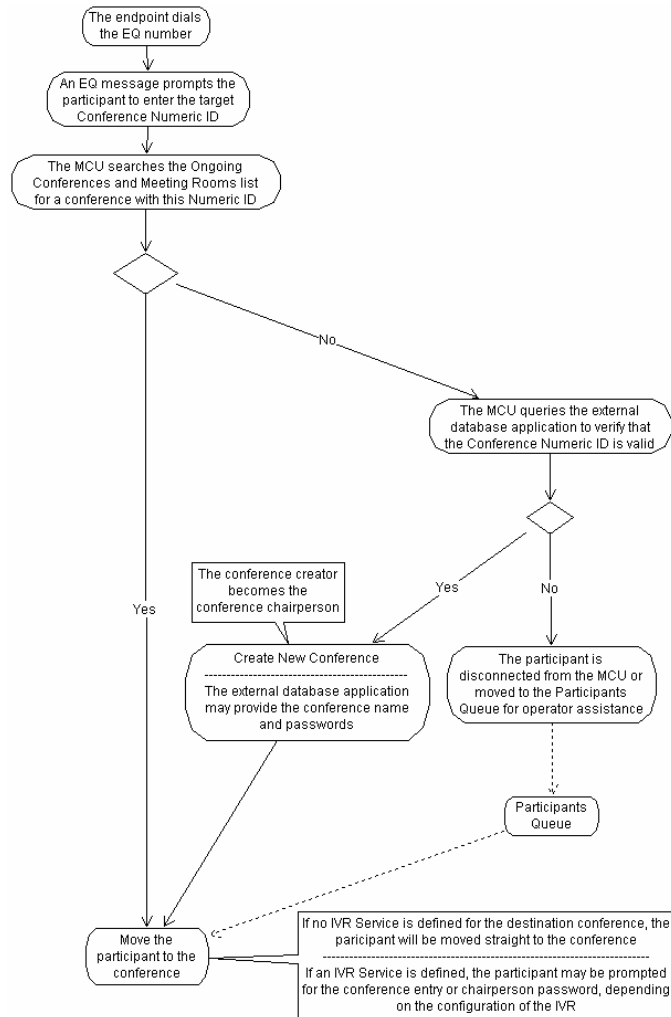 The endpoint dials
the EQ number
An EQ message prompts the
participant to enter the target
Conference Numeric ID
The MCU searches the Ongoing
Conferences and Meeting Rooms list
for a conference with this Numeric ID
No
The MCU queries the external
database application to verify that
the Conference Numeric ID is valid
Yes
No
The conference creator
becomes the
conference chairperson
Yes
Create New Conference
The external database application
may provide the conference name
and passwords
The participant is
disconnected from the MCU or
moved to the Participants
Queue for operator assistance
Participants
Queue
Move the
participant to the
conference
If no IVR Service is defined for the destination conference, the
paricipant will be moved straight to the conference
If an IVR Service is defined, the participant may be prompted
for the conference entry or chairperson password, depending
on the configuration of the IVR